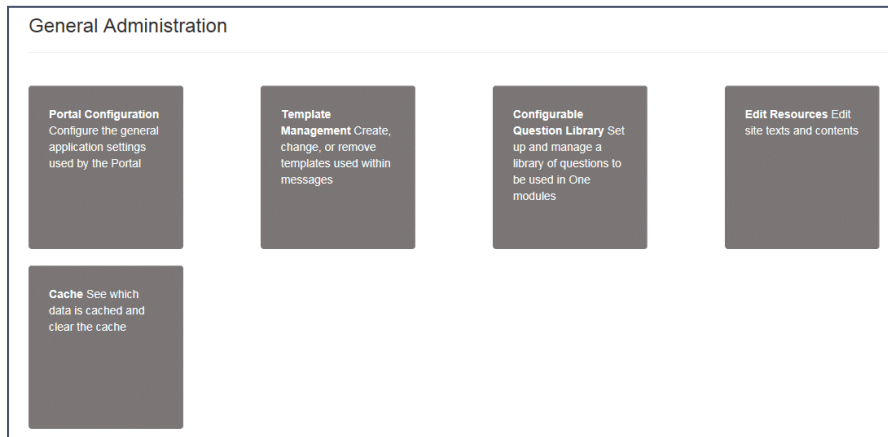 General Administration
Portal Configuration
Configure the general
application settings
used by the Portal
Template
Management Create,
change, or remove
templates used within
messages
Configurable
Question Library Set
up and manage a
library of questions to
be used in One
modules
Edit Resources Edit
site texts and contents
Cache See which
data is cached and
clear the cache